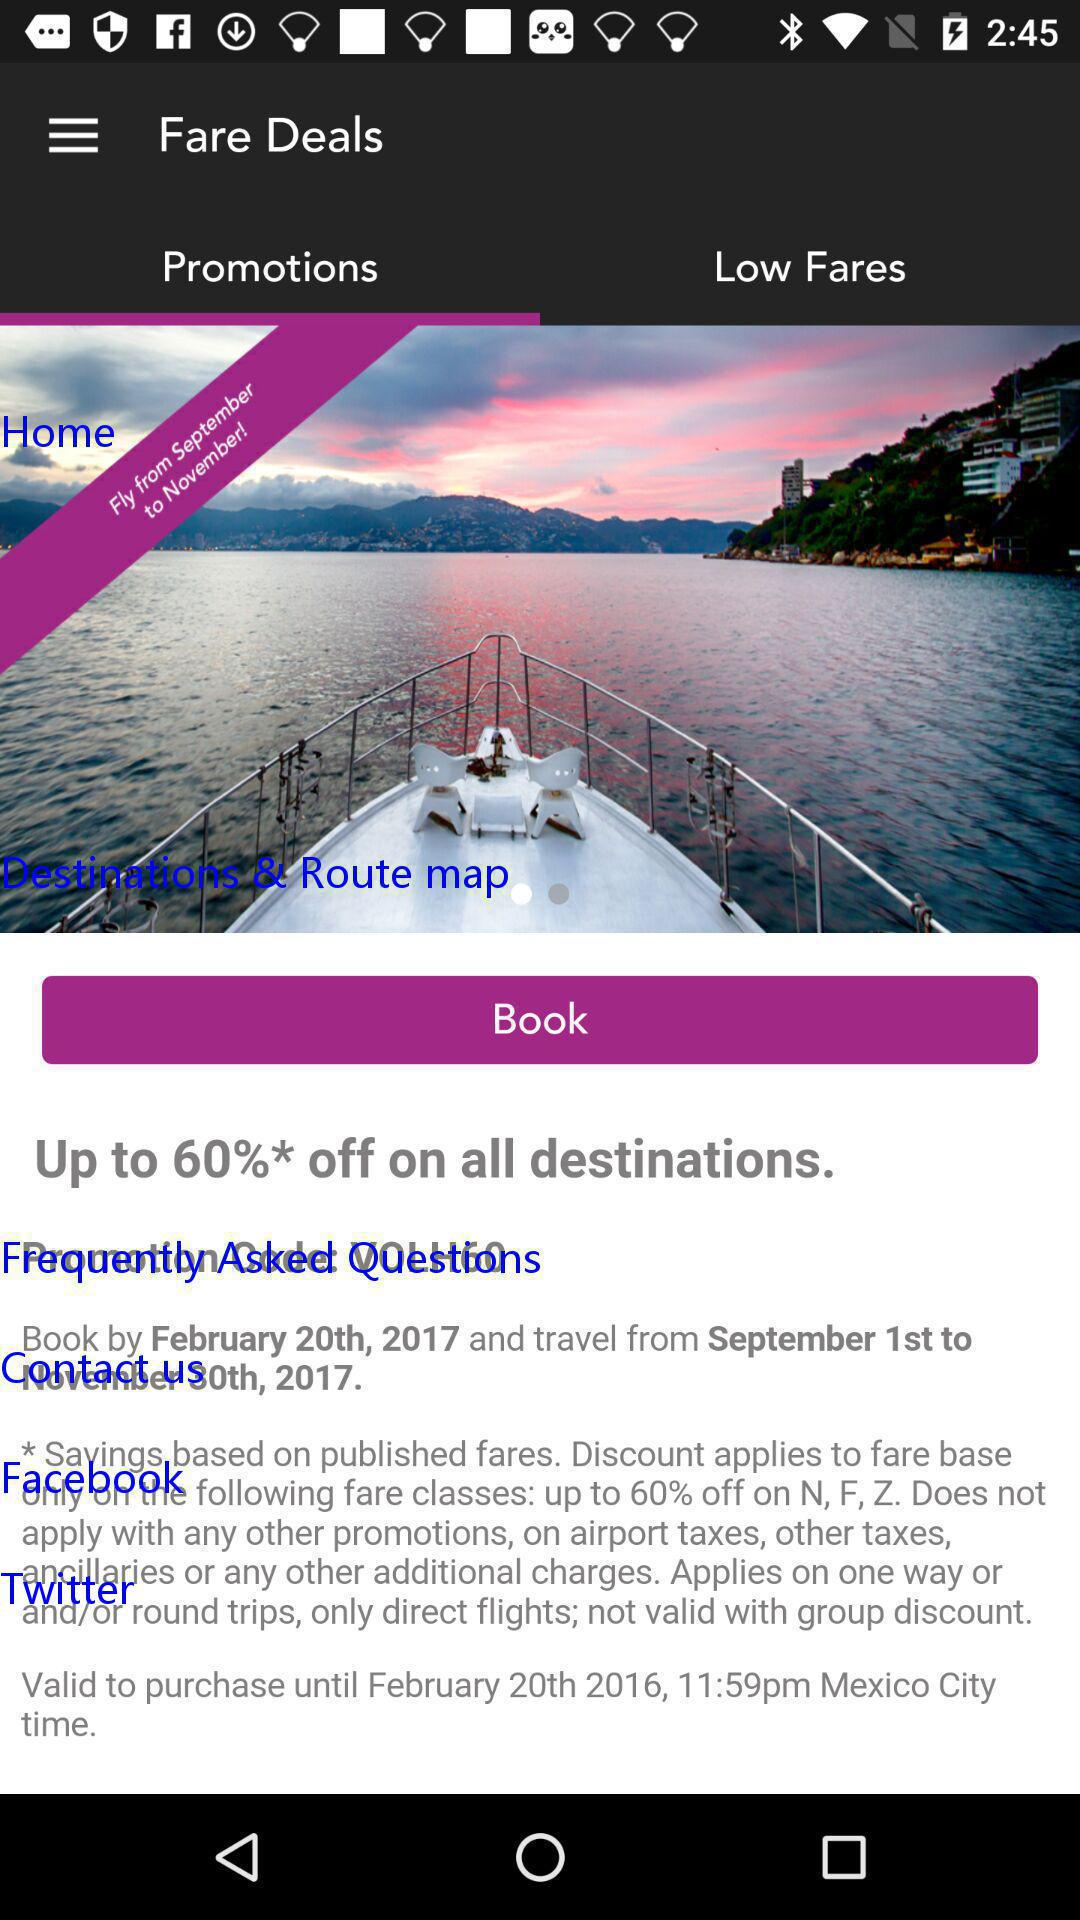 2:45
Fare Deals
Promotions
Low Fares
Fly from September
to November!
Home
Destinations & Route map
Book
Up to 60%* off on all destinations.
Promotion Code: VOLH60
Frequently Asked Questions
Book by February 20th, 2017 and travel from September 1st to
November 30th, 2017.
Contact us
* Savings based on published fares. Discount applies to fare base
Facebook
only on the following fare classes: up to 60% off on N, F, Z. Does not
apply with any other promotions, on airport taxes, other taxes,
ancillaries or any other additional charges. Applies on one way or
Twitter
and/or round trips, only direct flights; not valid with group discount.
Valid to purchase until February 20th 2016, 11:59pm Mexico City
time.